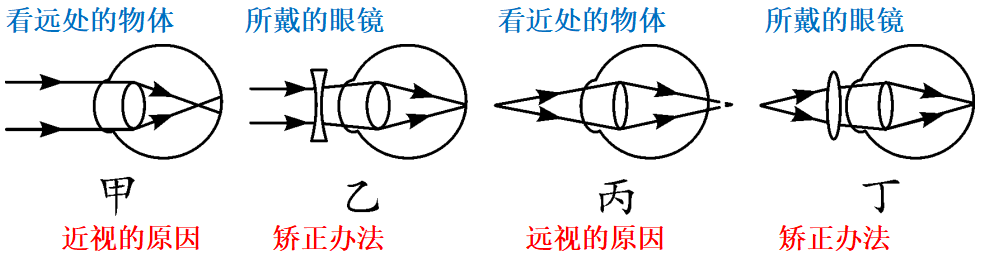 看远处的物体 所戴的眼镜 看近处的物体 所戴的眼镜
甲 乙 丙 丁
近视的原因 矫正办法 远视的原因 矫正办法